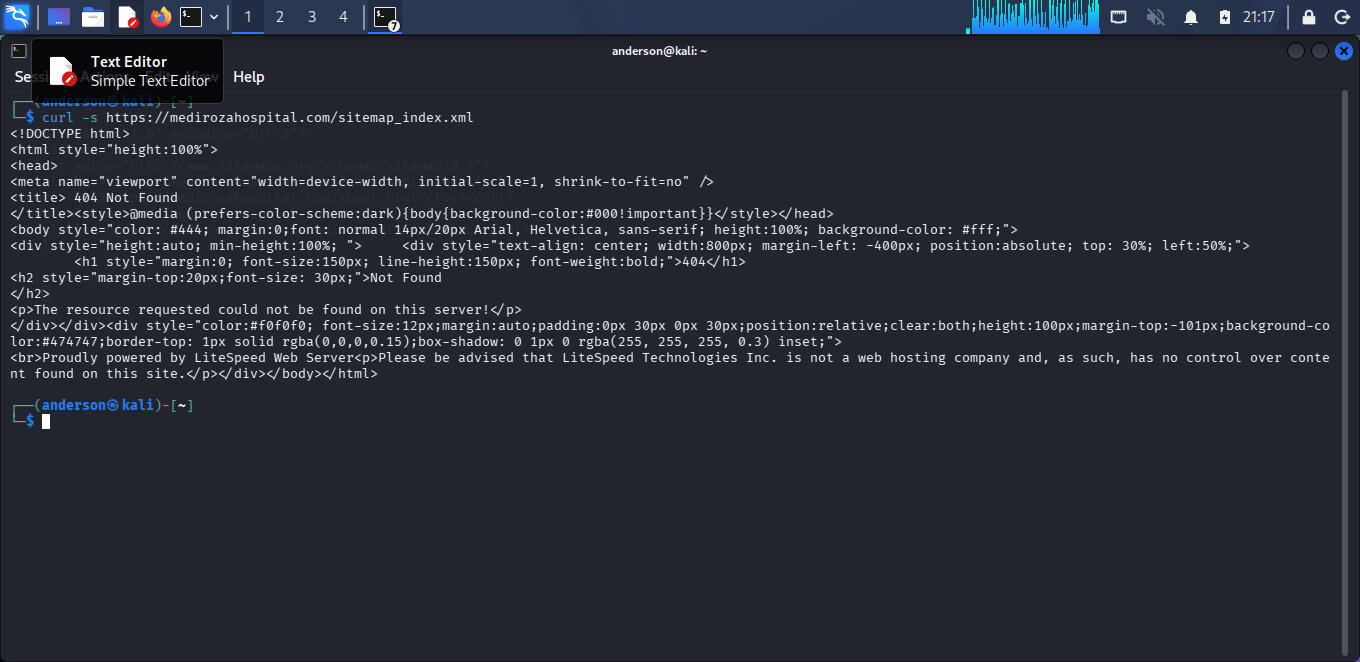 1 2 3 4 7 21:17
anderson@kali: ~
Text Editor
Simple Text Editor
Help
(anderson㉿kali)-[~]
$ curl -s https://medirozahospital.com/sitemap_index.xml
<!DOCTYPE html>
<html style="height:100%">
<head>
<meta name="viewport" content="width=device-width, initial-scale=1, shrink-to-fit=no" />
<title> 404 Not Found
</title><style>@media (prefers-color-scheme:dark){body{background-color:#000!important}}</style></head>
<body style="color: #444; margin:0;font: normal 14px/20px Arial, Helvetica, sans-serif; height:100%; background-color: #fff;">
<div style="height:auto; min-height:100%; ">     <div style="text-align: center; width:800px; margin-left: -400px; position:absolute; top: 30%; left:50%;">
        <h1 style="margin:0; font-size:150px; line-height:150px; font-weight:bold;">404</h1>
<h2 style="margin-top:20px;font-size: 30px;">Not Found
</h2>
<p>The resource requested could not be found on this server!</p>
</div></div><div style="color:#f0f0f0; font-size:12px;margin:auto;padding:0px 30px 0px 30px;position:relative;clear:both;height:100px;margin-top:-101px;background-co
lor:#474747;border-top: 1px solid rgba(0,0,0,0.15);box-shadow: 0 1px 0 rgba(255, 255, 255, 0.3) inset;">
<br>Proudly powered by LiteSpeed Web Server<p>Please be advised that LiteSpeed Technologies Inc. is not a web hosting company and, as such, has no control over conte
nt found on this site.</p></div></body></html>
(anderson㉿kali)-[~]
$